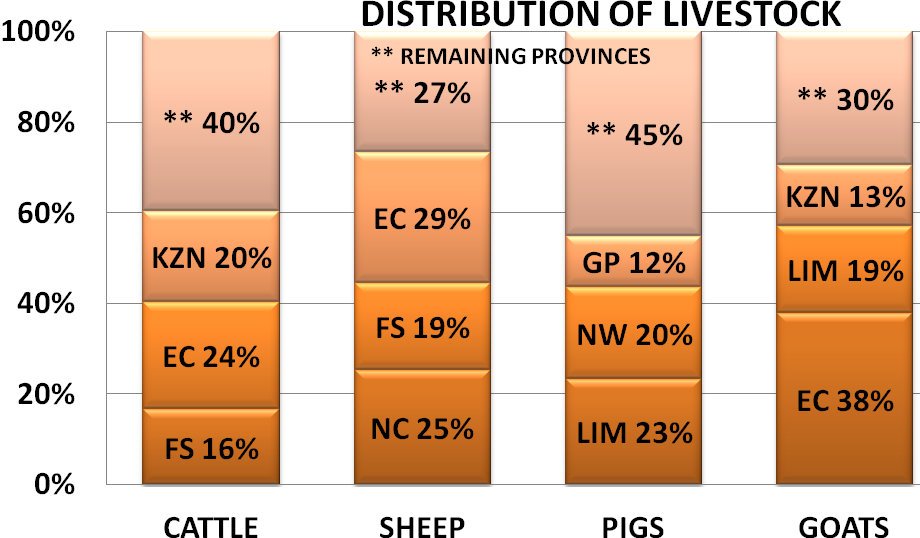 DISTRIBUTION OF LIVESTOCK
** REMAINING PROVINCES
100%
80%
60%
40%
20%
0%
** 40%
KZN 20%
EC 24%
FS 16%
** 27%
EC 29%
FS 19%
NC 25%
** 45%
GP 12%
NW 20%
LIM 23%
** 30%
KZN 13%
LIM 19%
EC 38%
CATTLE
SHEEP
PIGS
GOATS